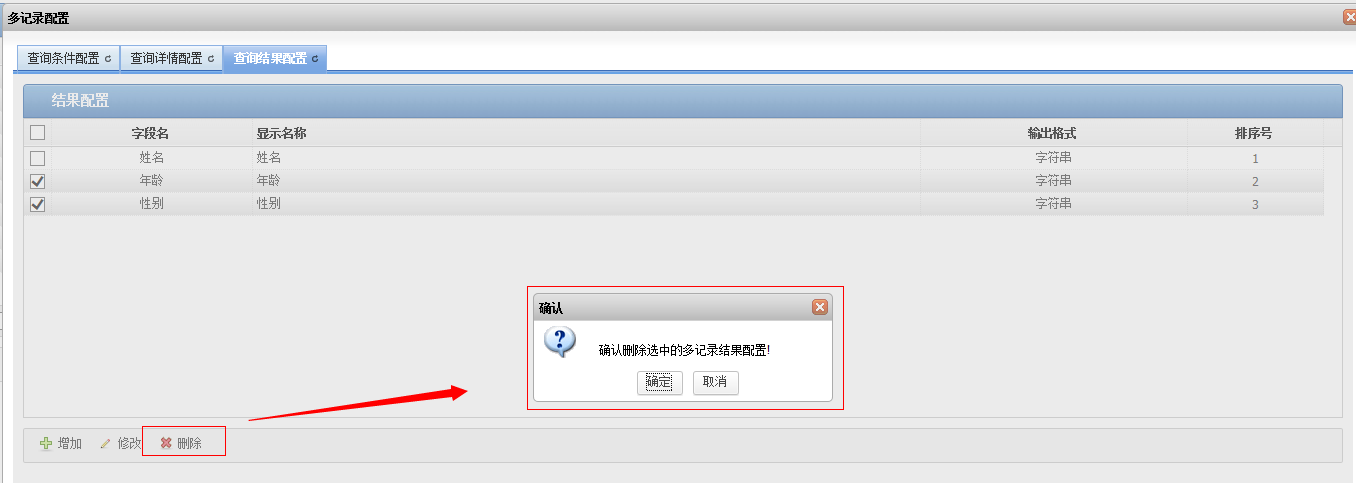 多记录配置
查询条件配置 查询详情配置 查询结果配置
结果配置
字段名 显示名称 输出格式 排序号
姓名 姓名 字符串 1
年龄 年龄 字符串 2
性别 性别 字符串 3
确认
确认删除选中的多记录结果配置!
确定 取消
增加 修改 删除